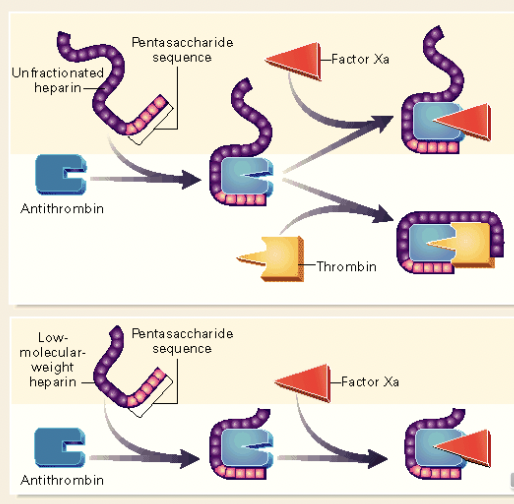 Pentasaccharide
sequence
Unfractionated
heparin
Factor Xa
Antithrombin
Thrombin
Low-
molecular-
weight
heparin
Pentasaccharide
sequence
Factor Xa
Antithrombin